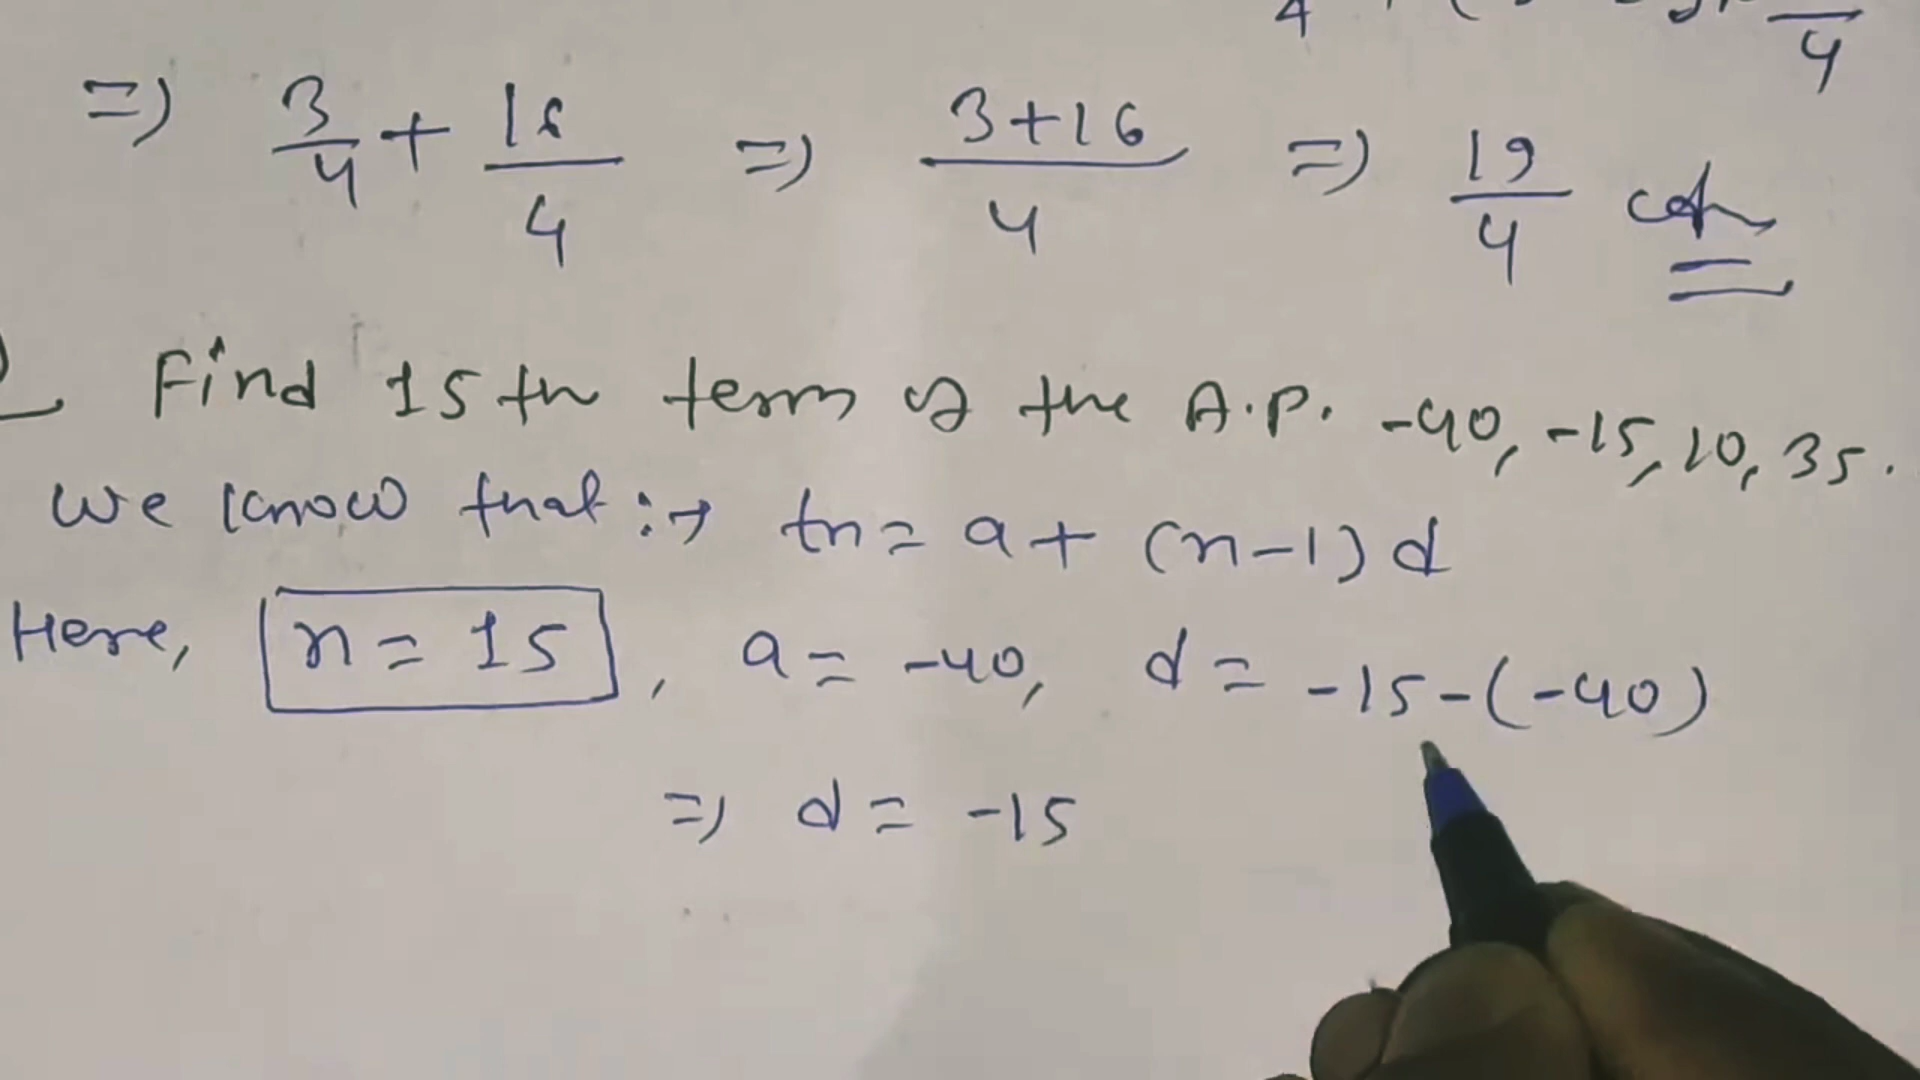 4
=) 3/4 + 16/4 =) 3+16/4 =) 19/4
Find 15th term of the A.P. -40, -15, 10, 35.
We know that :→ tn = a + (n-1) d
Here, n = 15, a = -40, d = -15-(-40)
=) d = -15